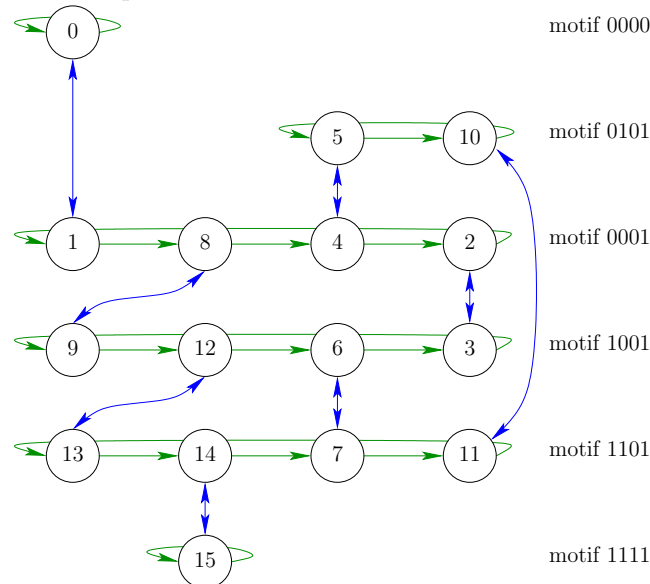 0 motif 0000
5 10 motif 0101
1 8 4 2 motif 0001
9 12 6 3 motif 1001
13 14 7 11 motif 1101
15 motif 1111